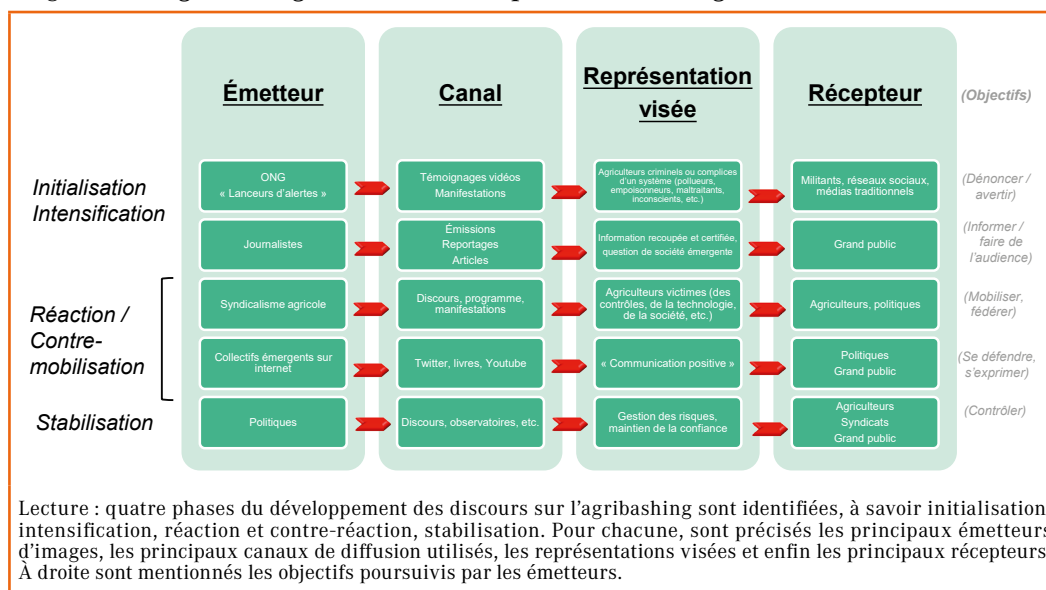 Émetteur
Canal
Représentation
visée
Récepteur
(Objectifs)
Initialisation
Intensification
ONG
« Lanceurs d'alertes »
Témoignages vidéos
Manifestations
Agriculteurs criminels ou complices
d'un système (pollueurs,
empoisonneurs, maltraitants,
inconscients, etc.)
Militants, réseaux sociaux,
médias traditionnels
(Dénoncer /
avertir)
Journalistes
Émissions
Reportages
Articles
Information recoupée et certifiée,
question de société émergente
Grand public
(Informer /
faire de
l'audience)
Réaction /
Contre-
mobilisation
Syndicalisme agricole
Discours, programme,
manifestations
Agriculteurs victimes (des
contrôles, de la technologie,
de la société, etc.)
Agriculteurs, politiques
(Mobiliser,
fédérer)
Collectifs émergents sur
internet
Twitter, livres, Youtube
« Communication positive »
Politiques
Grand public
(Se défendre,
s'exprimer)
Stabilisation
Politiques
Discours, observatoires, etc.
Gestion des risques,
maintien de la confiance
Agriculteurs
Syndicats
Grand public
(Contrôler)
Lecture : quatre phases du développement des discours sur l'agribashing sont identifiées, à savoir initialisation
intensification, réaction et contre-réaction, stabilisation. Pour chacune, sont précisés les principaux émetteurs
d'images, les principaux canaux de diffusion utilisés, les représentations visées et enfin les principaux récepteurs
À droite sont mentionnés les objectifs poursuivis par les émetteurs.